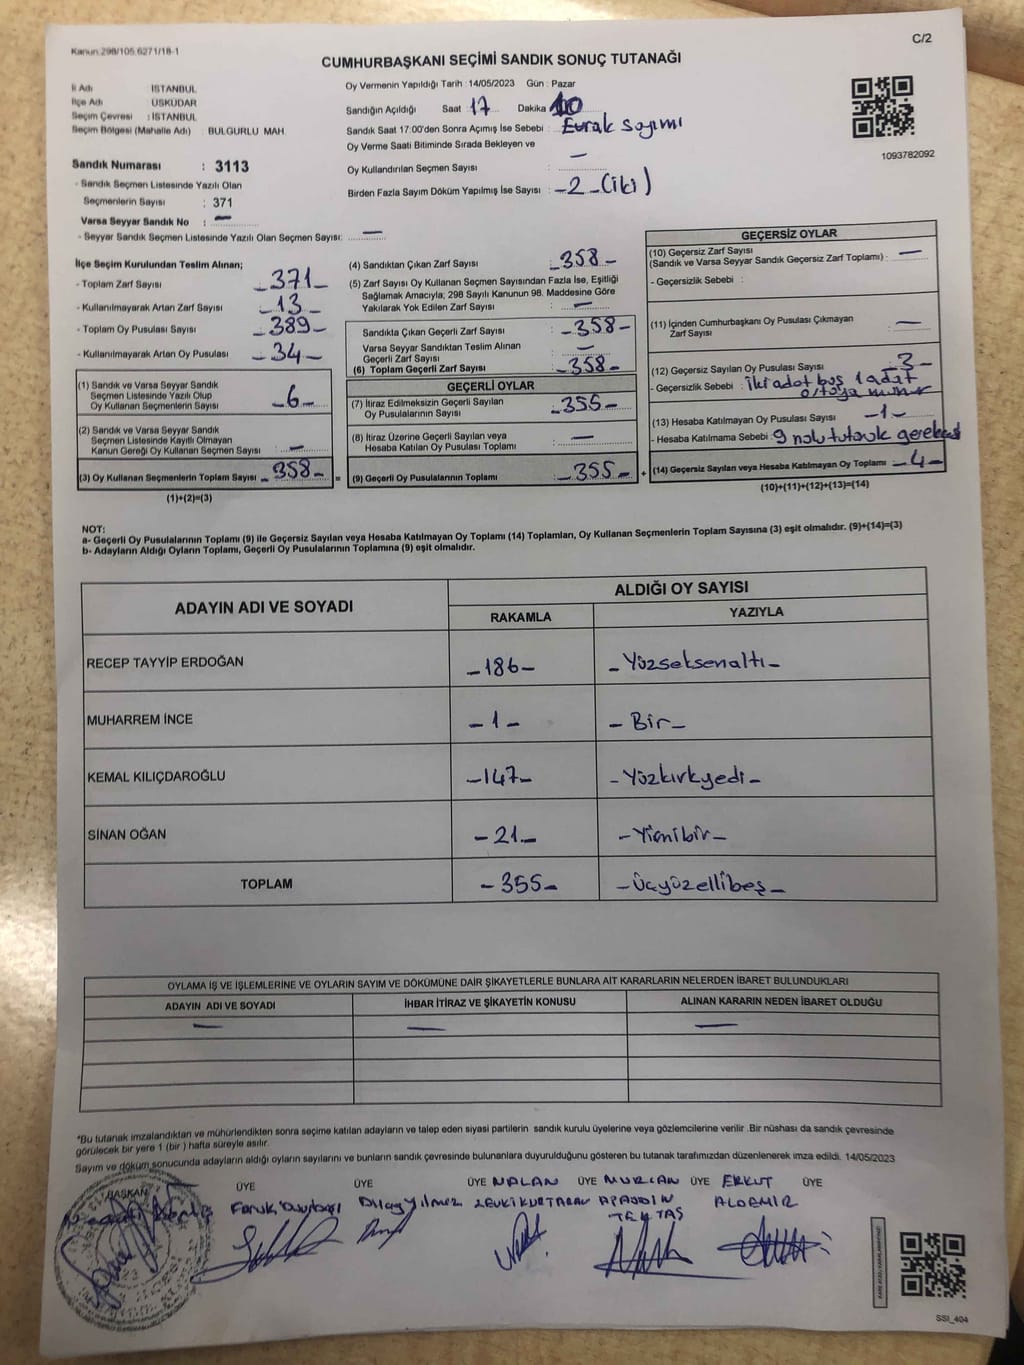 Kanun:298/105,6271/18-1
C/2
CUMHURBAŞKANI SEÇİMİ SANDIK SONUÇ TUTANAĞI
İl Adı : İSTANBUL
İlçe Adı : ÜSKÜDAR
Seçim Çevresi : İSTANBUL
Seçim Bölgesi (Mahalle Adı) : BULGURLU MAH.
Sandık Numarası : 3113
- Sandık Seçmen Listesinde Yazılı Olan
Seçmenlerin Sayısı : 371
Varsa Seyyar Sandık No : —
- Seyyar Sandık Seçmen Listesinde Yazılı Olan Seçmen Sayısı: —
Oy Vermenin Yapıldığı Tarih : 14/05/2023 Gün : Pazar
Sandığın Açıldığı Saat 17 Dakika 10
Sandık Saat 17:00'den Sonra Açımış İse Sebebi : Evrak sayımı
Oy Verme Saati Bitiminde Sırada Bekleyen ve
Oy Kullandırılan Seçmen Sayısı : —
Birden Fazla Sayım Döküm Yapılmış İse Sayısı : -2-(iki)
1093782092
İlçe Seçim Kurulundan Teslim Alınan;
- Toplam Zarf Sayısı -371-
- Kullanılmayarak Artan Zarf Sayısı -13-
- Toplam Oy Pusulası Sayısı -389-
- Kullanılmayarak Artan Oy Pusulası -34-
(1) Sandık ve Varsa Seyyar Sandık
Seçmen Listesinde Yazılı Olup
Oy Kullanan Seçmenlerin Sayısı -6-
(2) Sandık ve Varsa Seyyar Sandık
Seçmen Listesinde Kayıtlı Olmayan
Kanun Gereği Oy Kullanan Seçmen Sayısı —
(3) Oy Kullanan Seçmenlerin Toplam Sayısı -358-
(1)+(2)=(3)
(4) Sandıktan Çıkan Zarf Sayısı -358-
(5) Zarf Sayısı Oy Kullanan Seçmen Sayısından Fazla İse, Eşitliği
Sağlamak Amacıyla; 298 Sayılı Kanunun 98. Maddesine Göre
Yakılarak Yok Edilen Zarf Sayısı —
Sandıkta Çıkan Geçerli Zarf Sayısı -358-
Varsa Seyyar Sandıktan Teslim Alınan
Geçerli Zarf Sayısı —
(6) Toplam Geçerli Zarf Sayısı -358-
GEÇERLİ OYLAR
(7) İtiraz Edilmeksizin Geçerli Sayılan
Oy Pusulalarının Sayısı -355-
(8) İtiraz Üzerine Geçerli Sayılan veya
Hesaba Katılan Oy Pusulası Toplamı —
= (9) Geçerli Oy Pusulalarının Toplamı -355- +
GEÇERSİZ OYLAR
(10) Geçersiz Zarf Sayısı
(Sandık ve Varsa Seyyar Sandık Geçersiz Zarf Toplamı) - —
- Geçersizlik Sebebi :
(11) İçinden Cumhurbaşkanı Oy Pusulası Çıkmayan
Zarf Sayısı —
(12) Geçersiz Sayılan Oy Pusulası Sayısı -3-
- Geçersizlik Sebebi : İki adet boş 1 adet
ortaya mühür
(13) Hesaba Katılmayan Oy Pusulası Sayısı -1-
- Hesaba Katılmama Sebebi : 9 nolu tutanak gerekçesi
(14) Geçersiz Sayılan veya Hesaba Katılmayan Oy Toplamı -4-
(10)+(11)+(12)+(13)=(14)
NOT:
a- Geçerli Oy Pusulalarının Toplamı (9) ile Geçersiz Sayılan veya Hesaba Katılmayan Oy Toplamı (14) Toplamları, Oy Kullanan Seçmenlerin Toplam Sayısına (3) eşit olmalıdır. (9)+(14)=(3)
b- Adayların Aldığı Oyların Toplamı, Geçerli Oy Pusulalarının Toplamına (9) eşit olmalıdır.
ADAYIN ADI VE SOYADI
ALDIĞI OY SAYISI
RAKAMLA YAZIYLA
RECEP TAYYİP ERDOĞAN -186- -Yüzseksenaltı-
MUHARREM İNCE -1- -Bir-
KEMAL KILIÇDAROĞLU -147- -Yüzkırkyedi-
SİNAN OĞAN -21- -Yirmibir-
TOPLAM -355- -Üçyüzellibeş-
OYLAMA İŞ VE İŞLEMLERİNE VE OYLARIN SAYIM VE DÖKÜMÜNE DAİR ŞİKAYETLERLE BUNLARA AİT KARARLARIN NELERDEN İBARET BULUNDUKLARI
ADAYIN ADI VE SOYADI İHBAR İTİRAZ VE ŞİKAYETİN KONUSU ALINAN KARARIN NEDEN İBARET OLDUĞU
— — —
*Bu tutanak imzalandıktan ve mühürlendikten sonra seçime katılan adayların ve talep eden siyasi partilerin sandık kurulu üyelerine veya gözlemcilerine verilir .Bir nüshası da sandık çevresinde
görülecek bir yere 1 (bir ) hafta süreyle asılır.
Sayım ve döküm sonucunda adayların aldığı oyların sayılarını ve bunların sandık çevresinde bulunanlara duyurulduğunu gösteren bu tutanak tarafımızdan düzenlenerek imza edildi. 14/05/2023
BAŞKAN ÜYE ÜYE ÜYE NALAN ÜYE NURCAN ÜYE ERKUT ÜYE
Faruk Dilay Yılmaz ZEVKİKURTARAN APAYDIN ALDEMİR
TEKTAŞ
SSİ_404